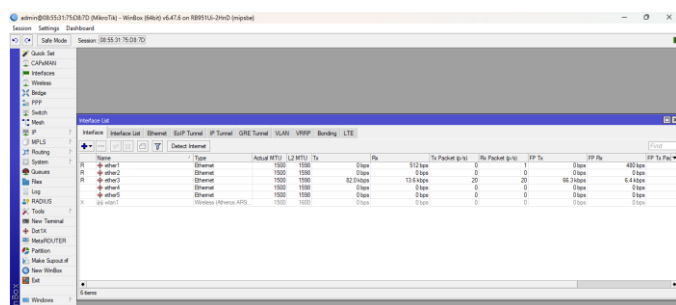 admin@08:55:31:75:D8:7D (MikroTik) - WinBox (64bit) v6.47.6 on RB951Ui-2HnD (mipsbe)
Session Settings Dashboard
Safe Mode Session: 08:55:31:75:D8:7D
Quick Set
CAPsMAN
Interfaces
Wireless
Bridge
PPP
Switch
Mesh
IP
MPLS
Routing
System
Queues
Files
Log
RADIUS
Tools
New Terminal
Dot1X
MetaROUTER
Partition
Make Supout.rif
New WinBox
Exit
Windows
Interface List
Interface Interface List Ethernet EoIP Tunnel IP Tunnel GRE Tunnel VLAN VRRP Bonding LTE
Detect Internet Find
Name Type Actual MTU L2 MTU Tx Rx Tx Packet (p/s) Rx Packet (p/s) FP Tx FP Rx FP Tx Pac
R ether1 Ethernet 1500 1598 0 bps 512 bps 0 1 0 bps 480 bps
R ether2 Ethernet 1500 1598 0 bps 0 bps 0 0 0 bps 0 bps
R ether3 Ethernet 1500 1598 82.0 kbps 13.6 kbps 20 20 66.3 kbps 6.4 kbps
ether4 Ethernet 1500 1598 0 bps 0 bps 0 0 0 bps 0 bps
ether5 Ethernet 1500 1598 0 bps 0 bps 0 0 0 bps 0 bps
X wlan1 Wireless (Atheros AR9... 1500 1600 0 bps 0 bps 0 0 0 bps 0 bps
6 items